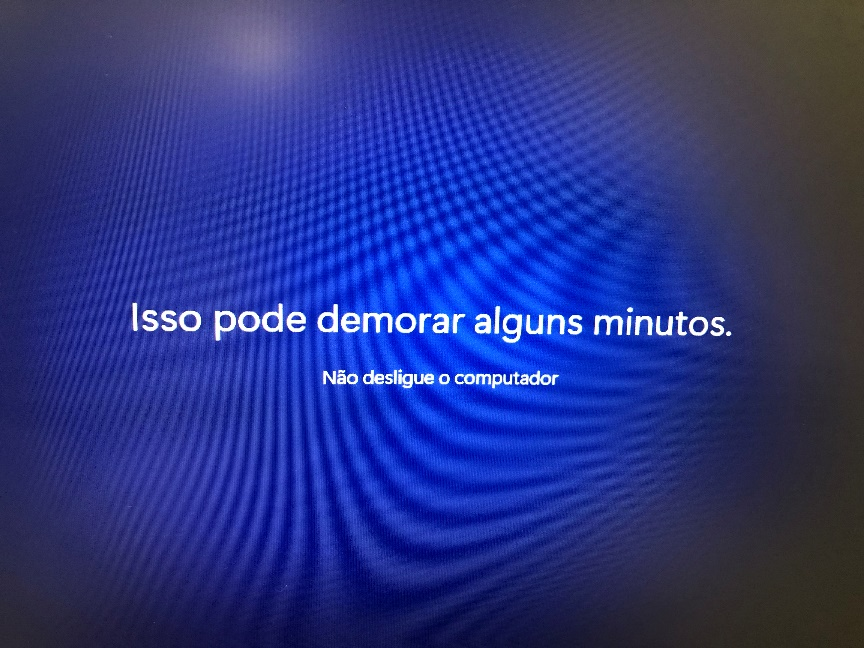 Isso pode demorar alguns minutos.
Não desligue o computador